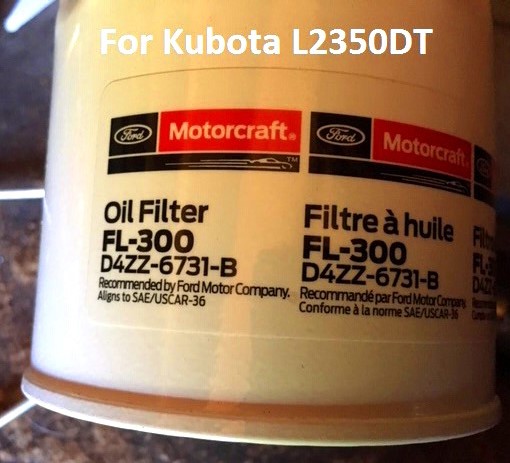 For Kubota L2350DT
Ford Motorcraft®
™
Oil Filter
FL-300
D4ZZ-6731-B
Recommended by Ford Motor Company.
Aligns to SAE/USCAR-36
Ford Motorcraft
Filtre à huile
FL-300
D4ZZ-6731-B
Recommandé par Ford Motor Company
Conforme à la norme SAE/USCAR-36